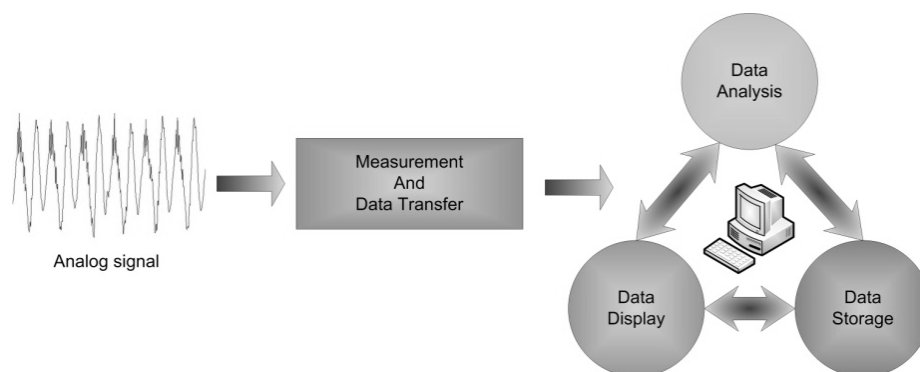 Analog signal
Measurement
And
Data Transfer
Data
Analysis
Data
Display
Data
Storage